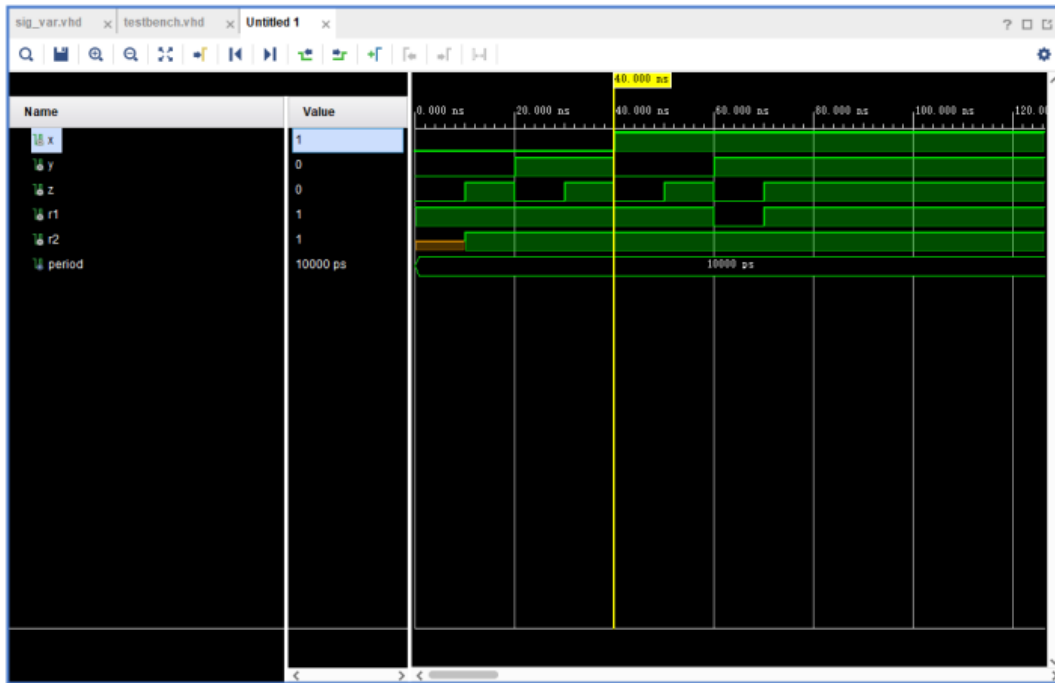 sig_var.vhd × testbench.vhd × Untitled 1 ×
40.000 ns
Name Value
0.000 ns 20.000 ns 40.000 ns 60.000 ns 80.000 ns 100.000 ns 120.0
x 1
y 0
z 0
r1 1
r2 1
period 10000 ps 10000 ps